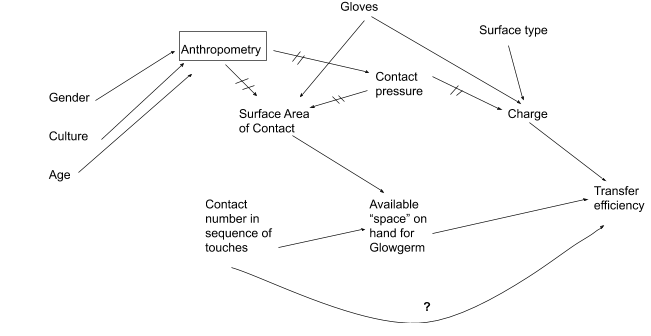 Gloves
Surface type
Anthropometry
Contact
pressure
Gender
Surface Area
of Contact
Charge
Culture
Age
Transfer
efficiency
Contact
number in
sequence of
touches
Available
“space” on
hand for
Glowgerm
?